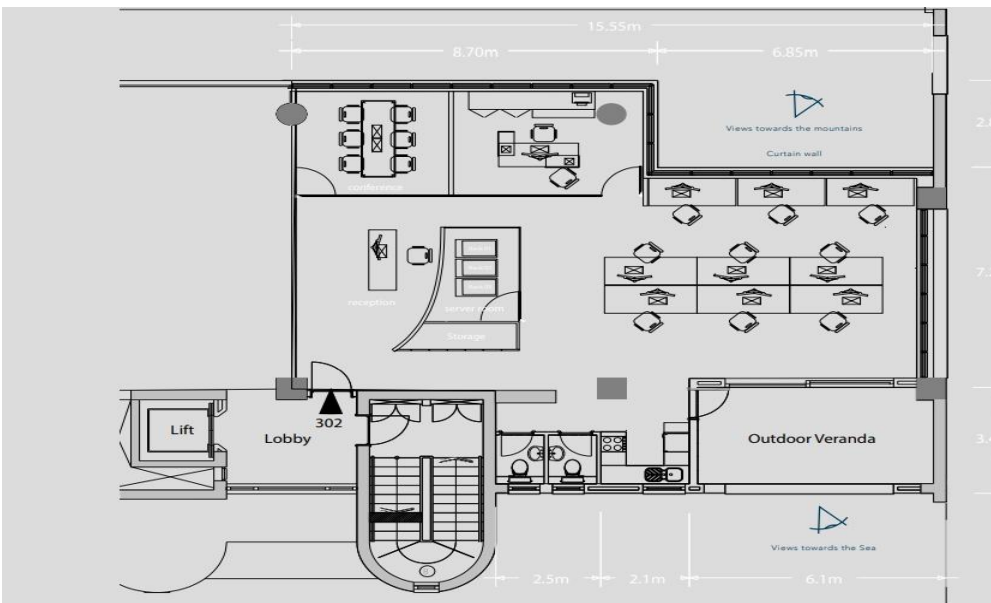 15.55m
8.70m
6.85m
Views towards the mountains
Curtain wall
conference
reception
server room
Storage
302
Lift
Lobby
Outdoor Veranda
Views towards the Sea
2.5m
2.1m
6.1m